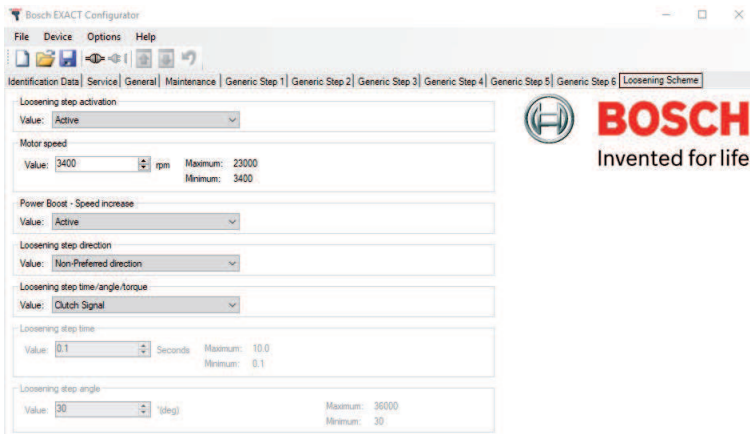 Bosch EXACT Configurator
File Device Options Help
Identification Data Service General Maintenance Generic Step 1 Generic Step 2 Generic Step 3 Generic Step 4 Generic Step 5 Generic Step 6 Loosening Scheme
Loosening step activation
Value: Active
Motor speed
Value: 3400 rpm Maximum: 23000
Minimum: 3400
Power Boost - Speed increase
Value: Active
Loosening step direction
Value: Non-Preferred direction
Loosening step time/angle/torque
Value: Clutch Signal
Loosening step time
Value: 0.1 Seconds Maximum: 10.0
Minimum: 0.1
Loosening step angle
Value: 30 °(deg) Maximum: 36000
Minimum: 30
BOSCH
Invented for life